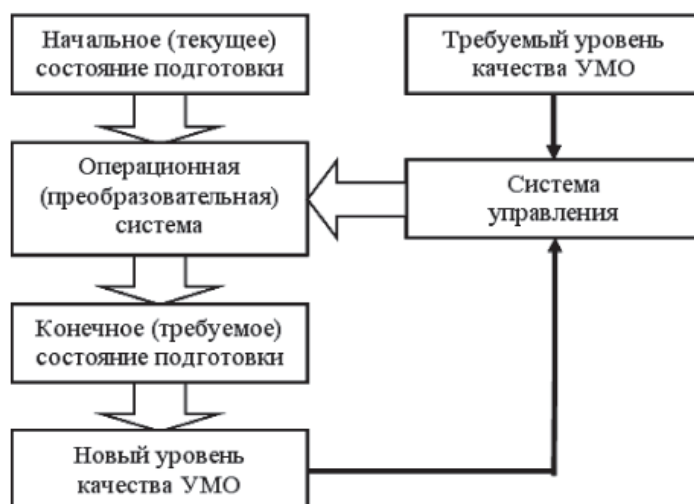 Начальное (текущее)
состояние подготовки
Требуемый уровень
качества УМО
Операционная
(преобразовательная)
система
Система
управления
Конечное (требуемое)
состояние подготовки
Новый уровень
качества УМО